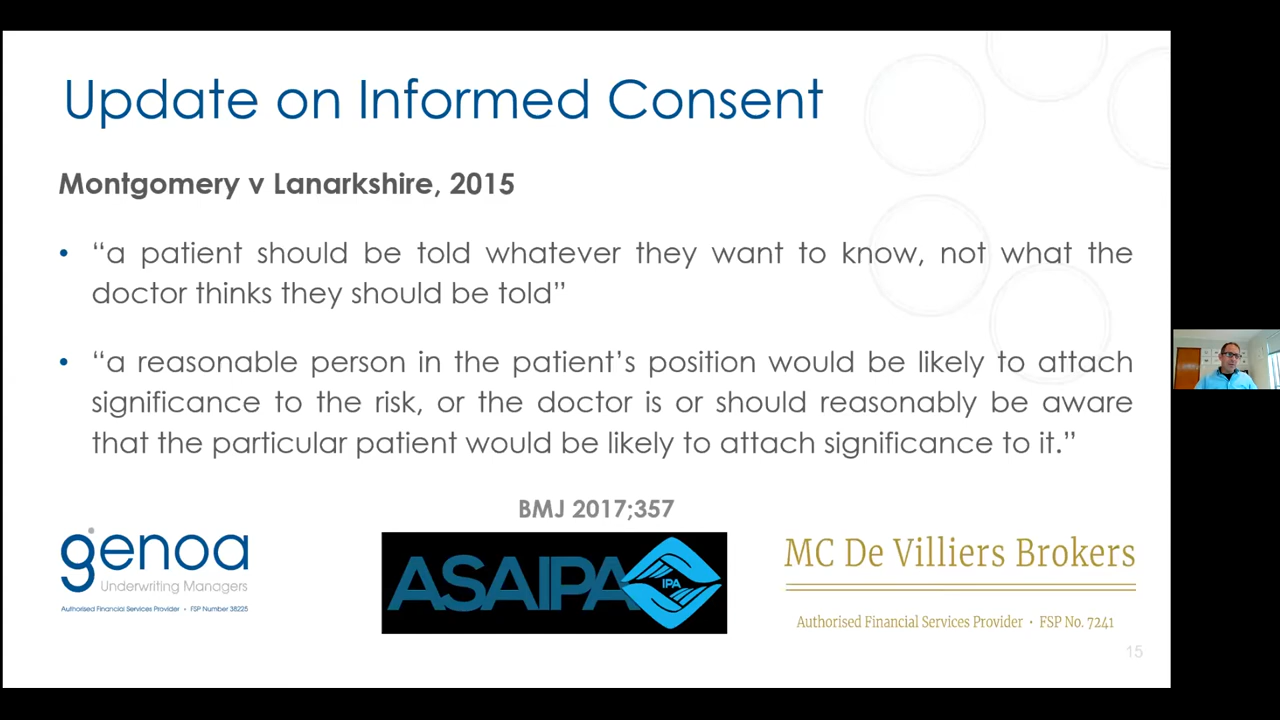 Update on Informed Consent
Montgomery v Lanarkshire, 2015
• “a patient should be told whatever they want to know, not what the
doctor thinks they should be told”
• “a reasonable person in the patient’s position would be likely to attach
significance to the risk, or the doctor is or should reasonably be aware
that the particular patient would be likely to attach significance to it.”
BMJ 2017;357
genoa
Underwriting Managers
Authorised Financial Services Provider • FSP Number 38225
ASAIPA
IPA
MC De Villiers Brokers
Authorised Financial Services Provider · FSP No. 7241
15